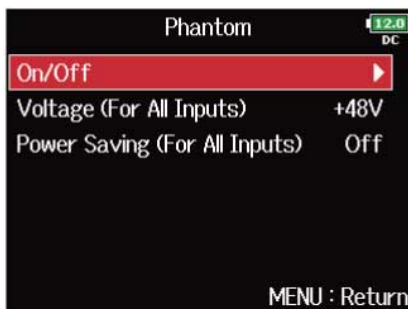 Phantom
12.0
DC
On/Off
Voltage (For All Inputs) +48V
Power Saving (For All Inputs) Off
MENU : Return